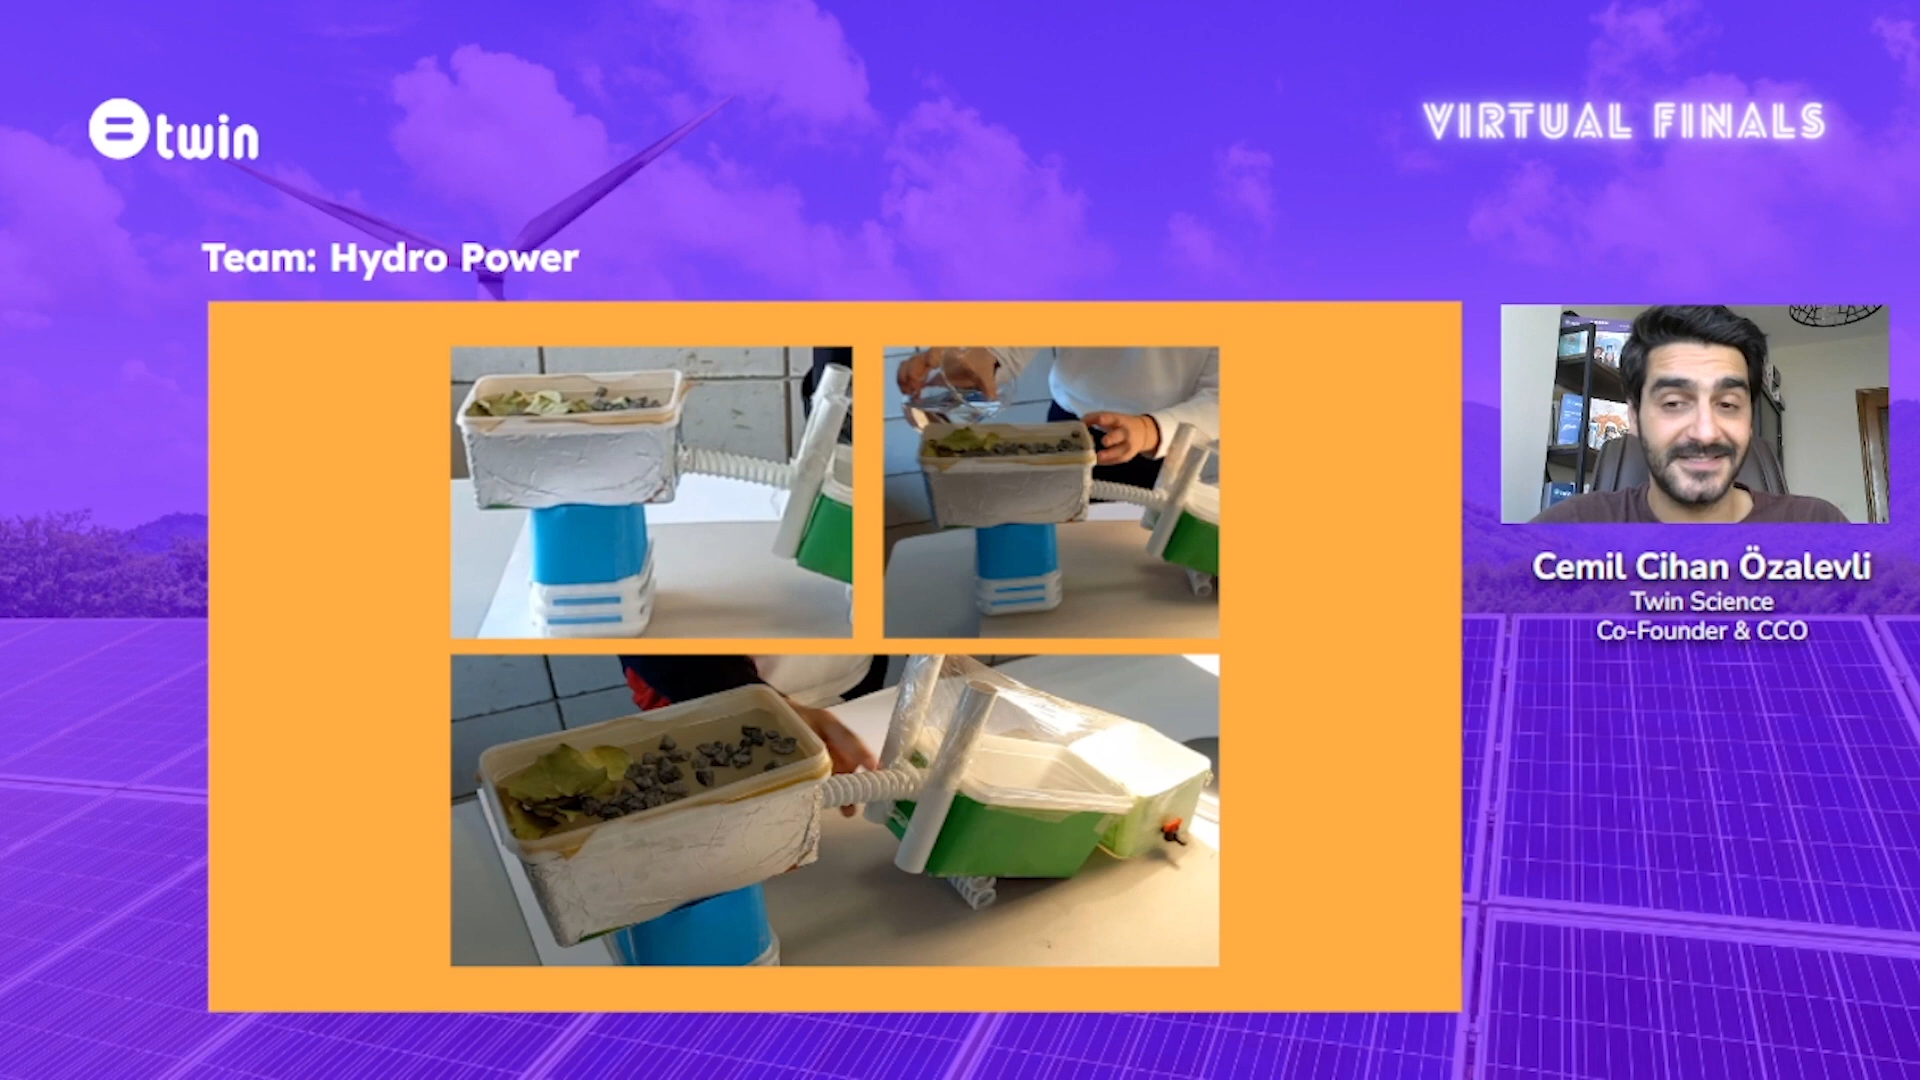 twin
VIRTUAL FINALS
Team: Hydro Power
Cemil Cihan Özalevli
Twin Science
Co-Founder & CCO